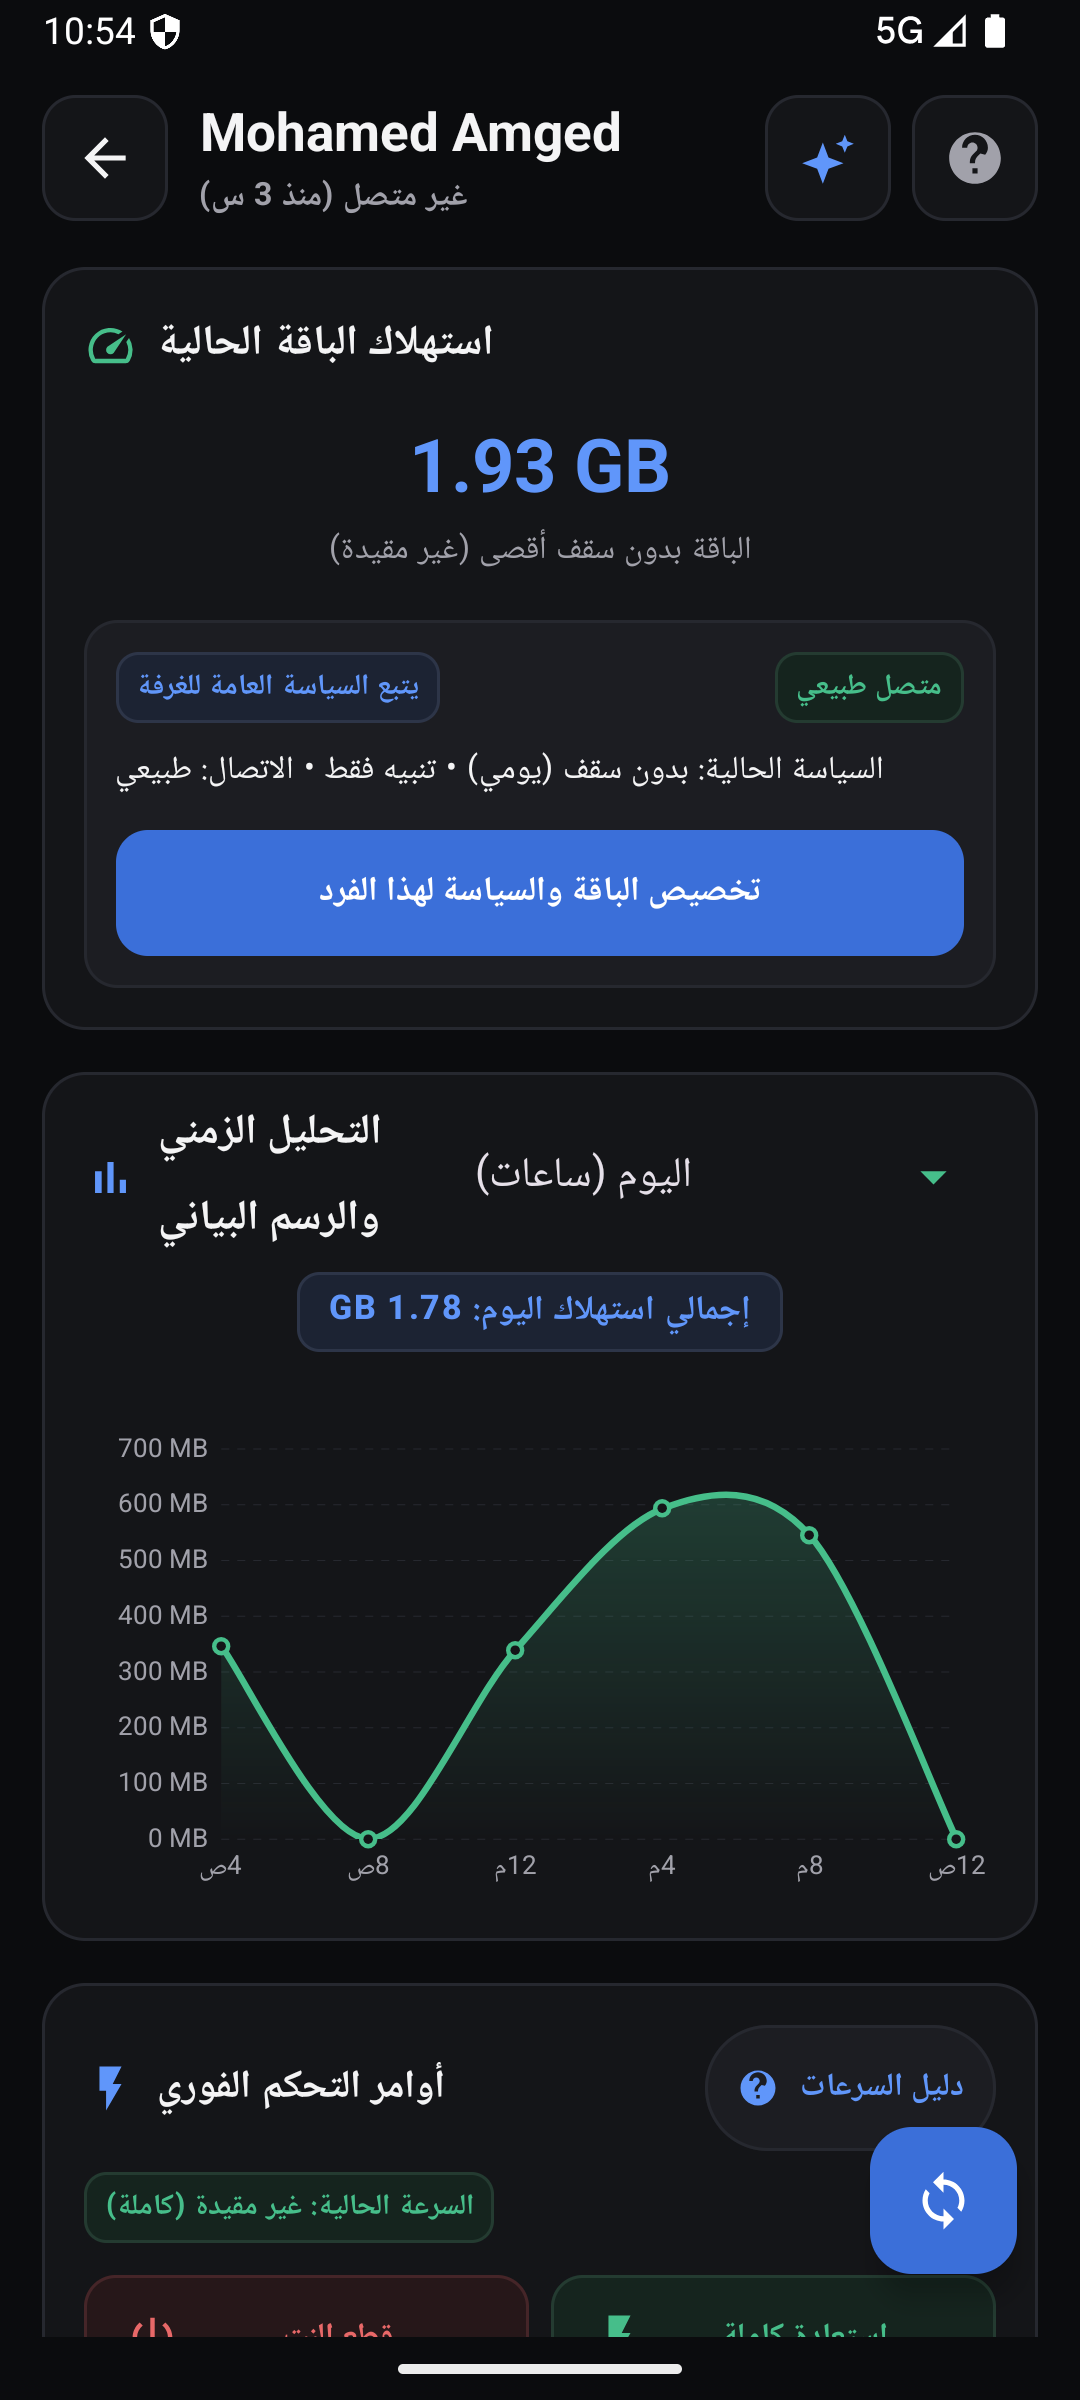 10:54
5G
Mohamed Amged
غير متصل (منذ 3 س)
استهلاك الباقة الحالية
1.93 GB
الباقة بدون سقف أقصى (غير مقيدة)
متصل طبيعي
يتبع السياسة العامة للغرفة
السياسة الحالية: بدون سقف (يومي) • تنبيه فقط • الاتصال: طبيعي
تخصيص الباقة والسياسة لهذا الفرد
التحليل الزمني
والرسم البياني
اليوم (ساعات)
إجمالي استهلاك اليوم: 1.78 GB
700 MB
600 MB
500 MB
400 MB
300 MB
200 MB
100 MB
0 MB
4ص
8ص
12م
4م
8م
12ص
أوامر التحكم الفوري
دليل السرعات
السرعة الحالية: غير مقيدة (كاملة)
قطع النت
استعادة كاملة